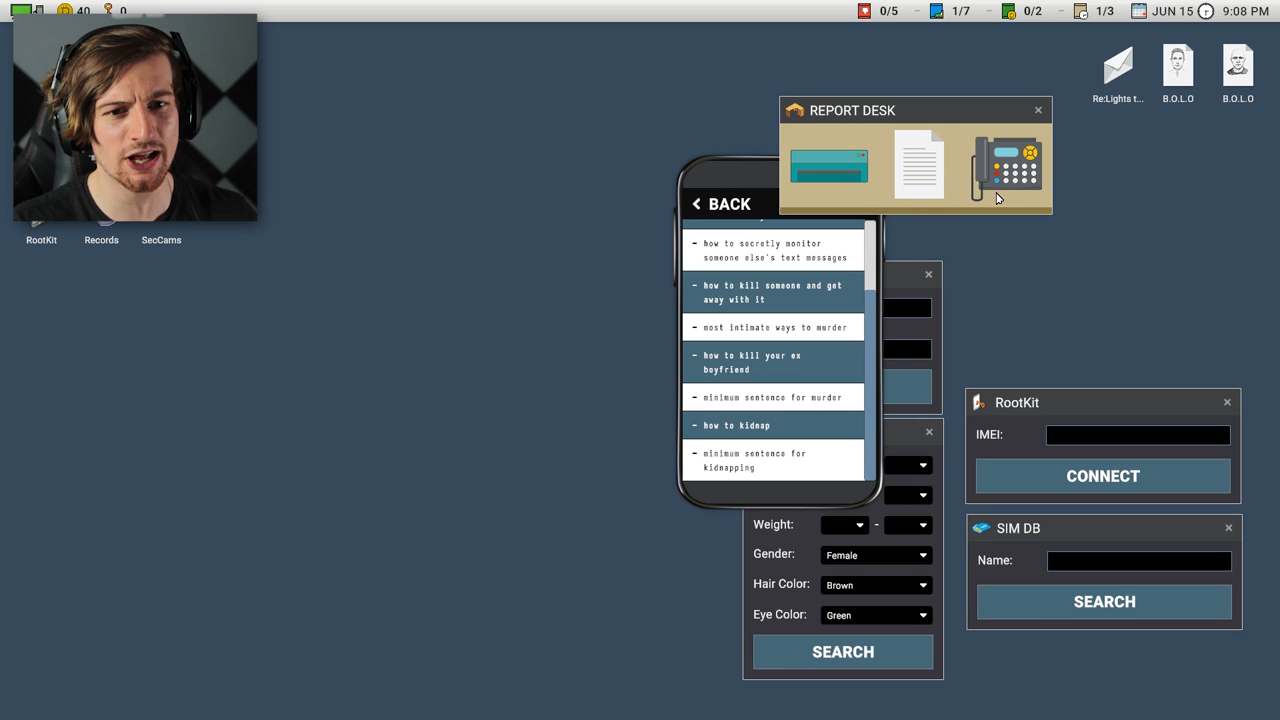 40
0
0/5
1/7
0/2
1/3
JUN 15
9:08 PM
Re:Lights t...
B.O.L.O
B.O.L.O
RootKit
Records
SecCams
REPORT DESK
BACK
- how to secretly monitor
someone else's text messages
- how to kill someone and get
away with it
- most intimate ways to murder
- how to kill your ex
boyfriend
- minimum sentence for murder
- how to kidnap
- minimum sentence for
kidnapping
Weight:
-
Gender:
Female
Hair Color:
Brown
Eye Color:
Green
SEARCH
RootKit
IMEI:
CONNECT
SIM DB
Name:
SEARCH